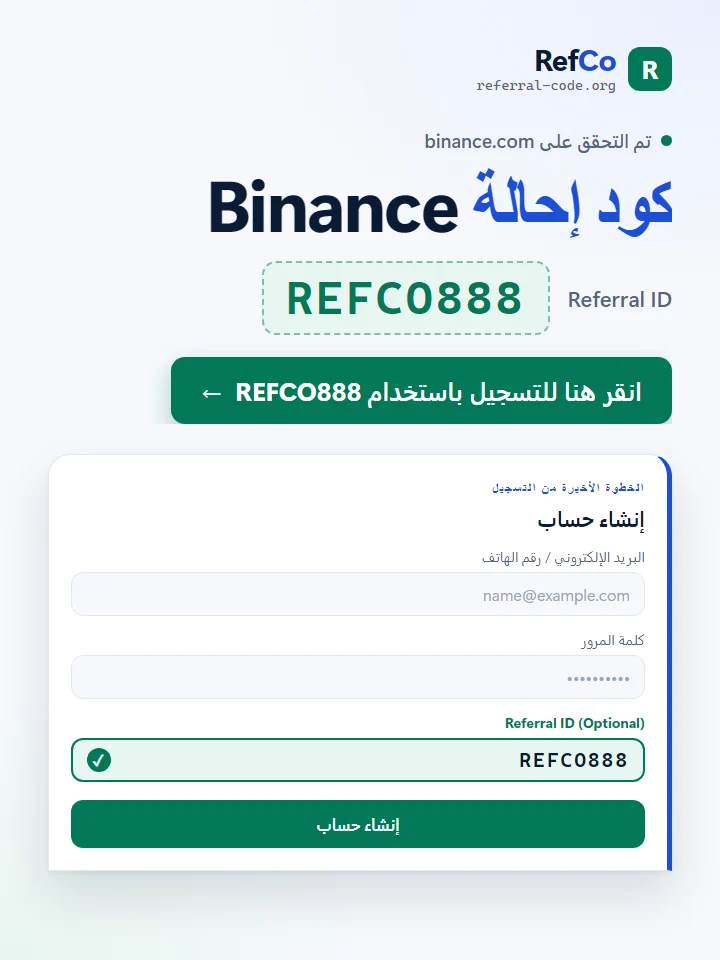 R
RefCo
referral-code.org
تم التحقق على binance.com
كود إحالة Binance
Referral ID
REFCO888
انقر هنا للتسجيل باستخدام REFCO888 ←
الخطوة الأخيرة من التسجيل
إنشاء حساب
البريد الإلكتروني / رقم الهاتف
name@example.com
كلمة المرور
••••••••••
Referral ID (Optional)
REFCO888
إنشاء حساب